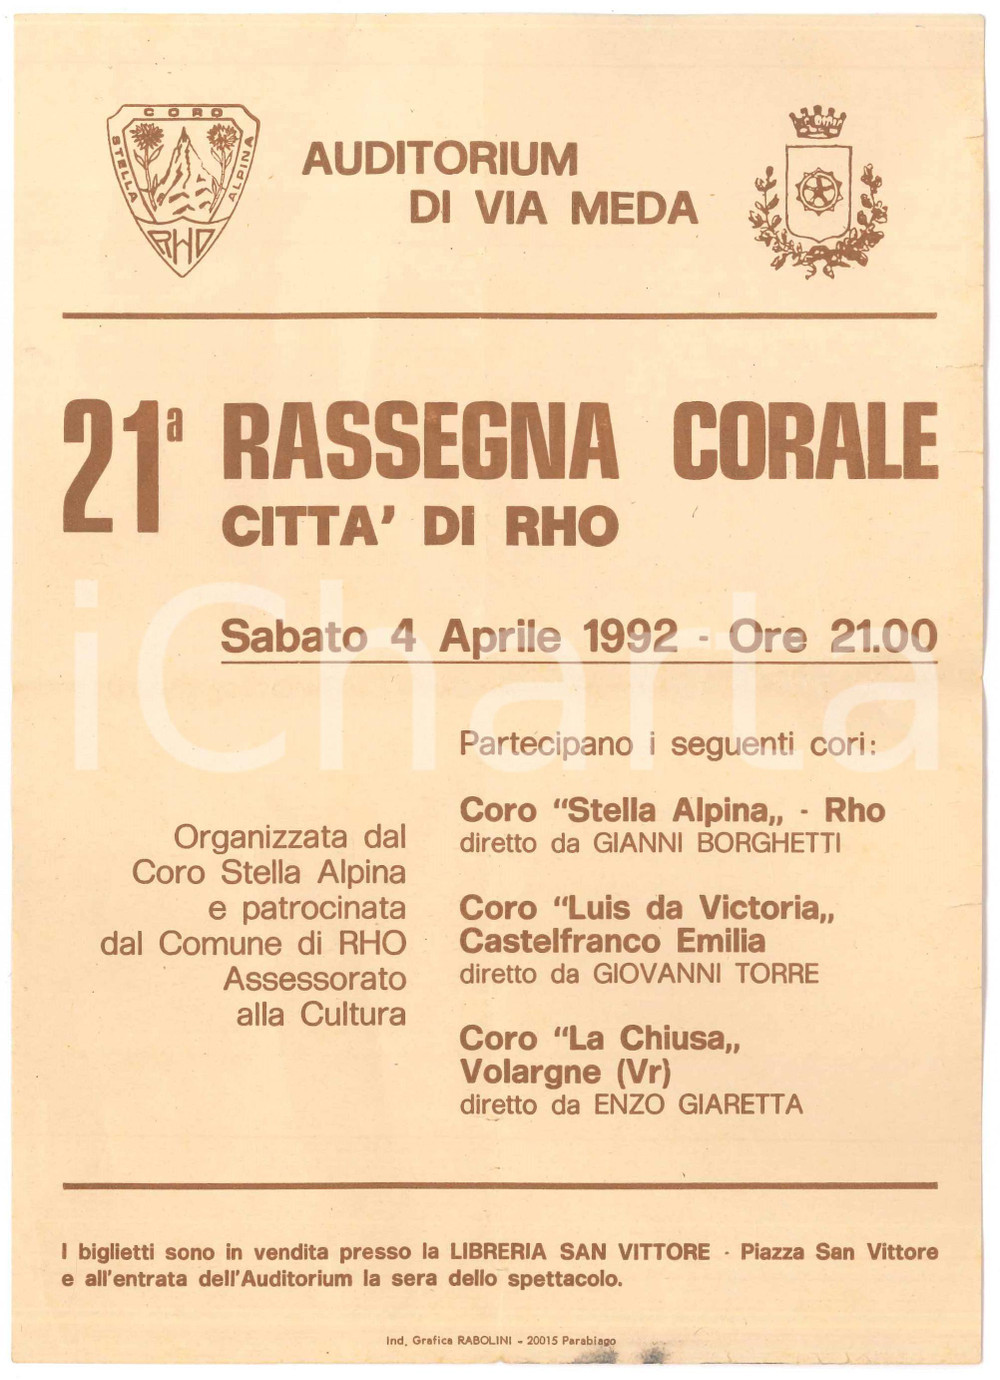 CORO
STELLA
ALPINA
RHO
AUDITORIUM
DI VIA MEDA
21ª RASSEGNA CORALE
CITTA' DI RHO
Sabato 4 Aprile 1992 - Ore 21.00
iCharta
Organizzata dal
Coro Stella Alpina
e patrocinata
dal Comune di RHO
Assessorato
alla Cultura
Partecipano i seguenti cori:
Coro “Stella Alpina„ - Rho
diretto da GIANNI BORGHETTI
Coro “Luis da Victoria„
Castelfranco Emilia
diretto da GIOVANNI TORRE
Coro “La Chiusa„
Volargne (Vr)
diretto da ENZO GIARETTA
I biglietti sono in vendita presso la LIBRERIA SAN VITTORE - Piazza San Vittore
e all'entrata dell'Auditorium la sera dello spettacolo.
Ind. Grafica RABOLINI - 20015 Parabiago